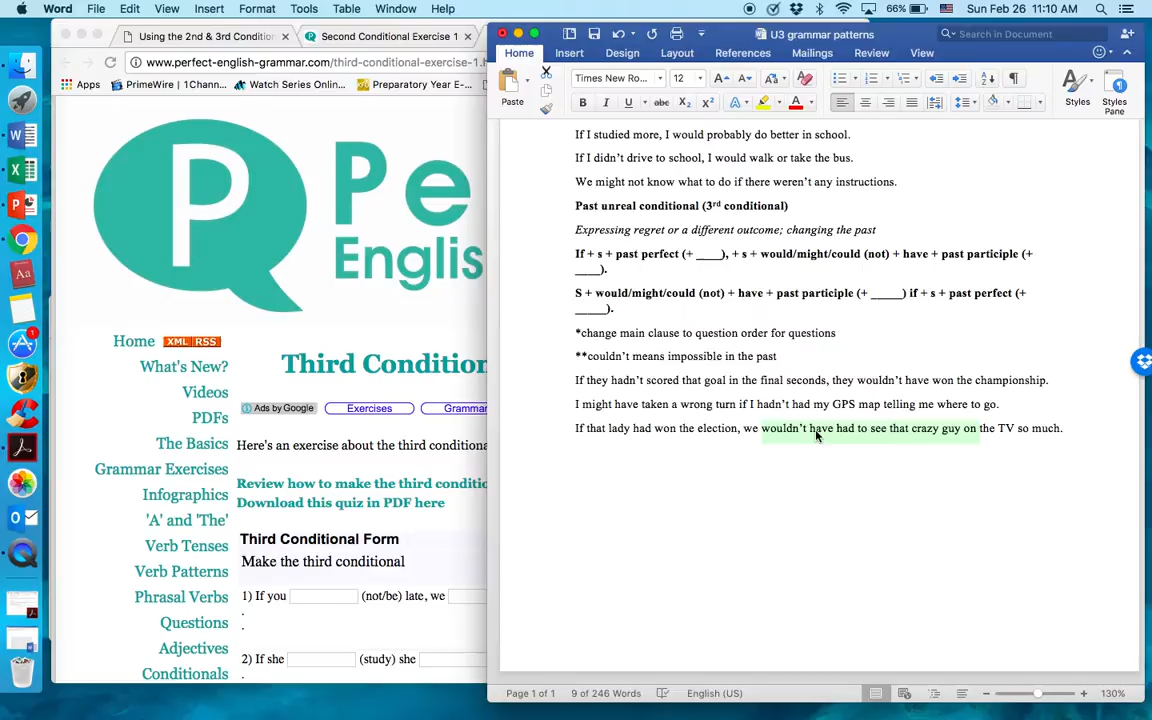 Word File Edit View Insert Format Tools Table Window Help 66% Sun Feb 26 11:10 AM
Using the 2nd & 3rd Condition
Second Conditional Exercise 1
www.perfect-english-grammar.com/third-conditional-exercise-1.h
Apps PrimeWire | 1Chann... Watch Series Onlin... Preparatory Year E-...
P
Pe
Englis
Home XML RSS
What's New?
Videos
PDFs
The Basics
Grammar Exercises
Infographics
'A' and 'The'
Verb Tenses
Verb Patterns
Phrasal Verbs
Questions
Adjectives
Conditionals
Third Condition
Ads by Google Exercises Grammar
Here's an exercise about the third conditiona
Review how to make the third conditio
Download this quiz in PDF here
Third Conditional Form
Make the third conditional
1) If you (not/be) late, we
.
.
2) If she (study) she
.
U3 grammar patterns
Search in Document
Home Insert Design Layout References Mailings Review View
Paste
Times New Ro... 12
Styles
Styles Pane
If I studied more, I would probably do better in school.
If I didn't drive to school, I would walk or take the bus.
We might not know what to do if there weren't any instructions.
Past unreal conditional (3rd conditional)
Expressing regret or a different outcome; changing the past
If + s + past perfect (+ ____), + s + would/might/could (not) + have + past participle (+
____).
S + would/might/could (not) + have + past participle (+ _____) if + s + past perfect (+
_____).
*change main clause to question order for questions
**couldn't means impossible in the past
If they hadn't scored that goal in the final seconds, they wouldn't have won the championship.
I might have taken a wrong turn if I hadn't had my GPS map telling me where to go.
If that lady had won the election, we wouldn't have had to see that crazy guy on the TV so much.
Page 1 of 1 9 of 246 Words English (US) 130%